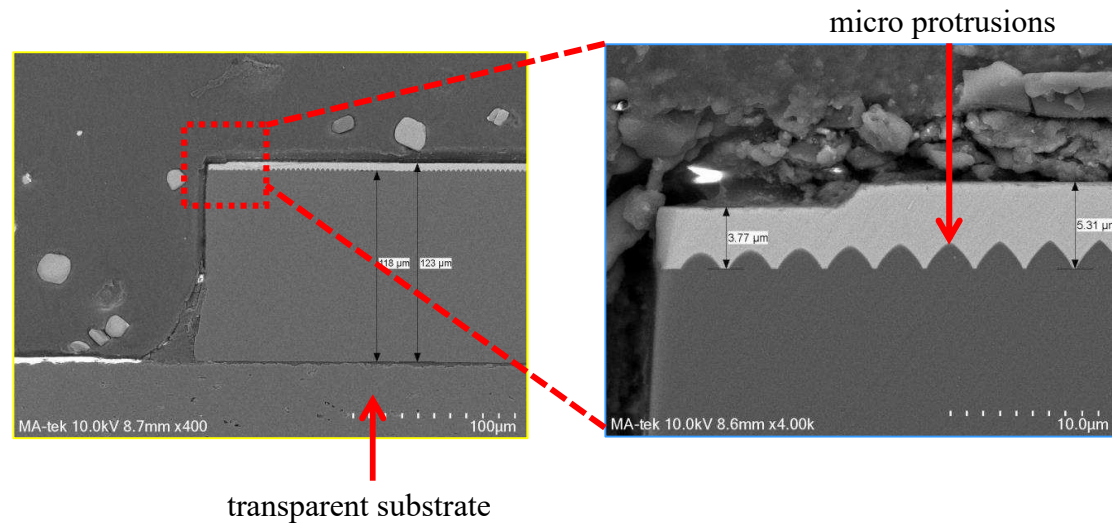 micro protrusions
3.77 µm
5.31 µm
118 µm
123 µm
MA-tek 10.0kV 8.7mm x400
100µm
MA-tek 10.0kV 8.6mm x4.00k
10.0µm
transparent substrate